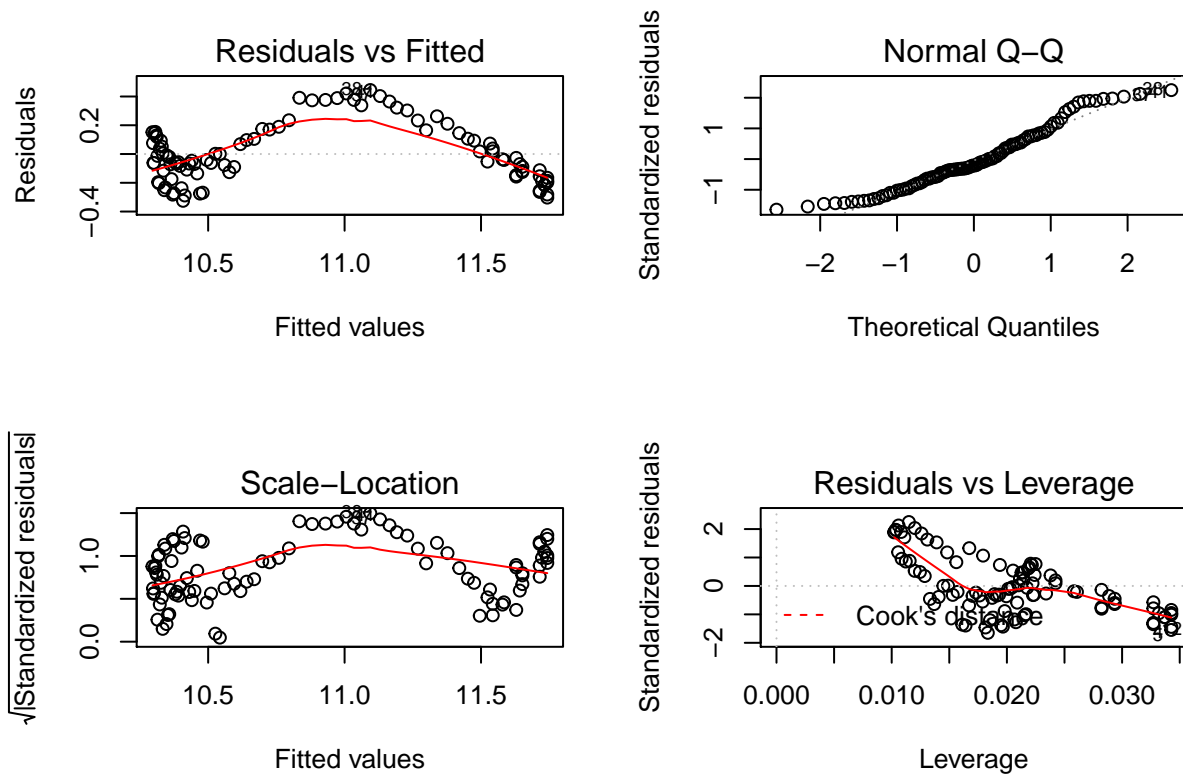 Residuals vs Fitted
Residuals
0.2
−0.4
10.5 11.0 11.5
Fitted values
Normal Q−Q
Standardized residuals
1
−1
−2 −1 0 1 2
Theoretical Quantiles
Scale−Location
√|Standardized residuals|
1.0
0.0
10.5 11.0 11.5
Fitted values
Residuals vs Leverage
Standardized residuals
2
0
−2
Cook's distance
0.000 0.010 0.020 0.030
Leverage